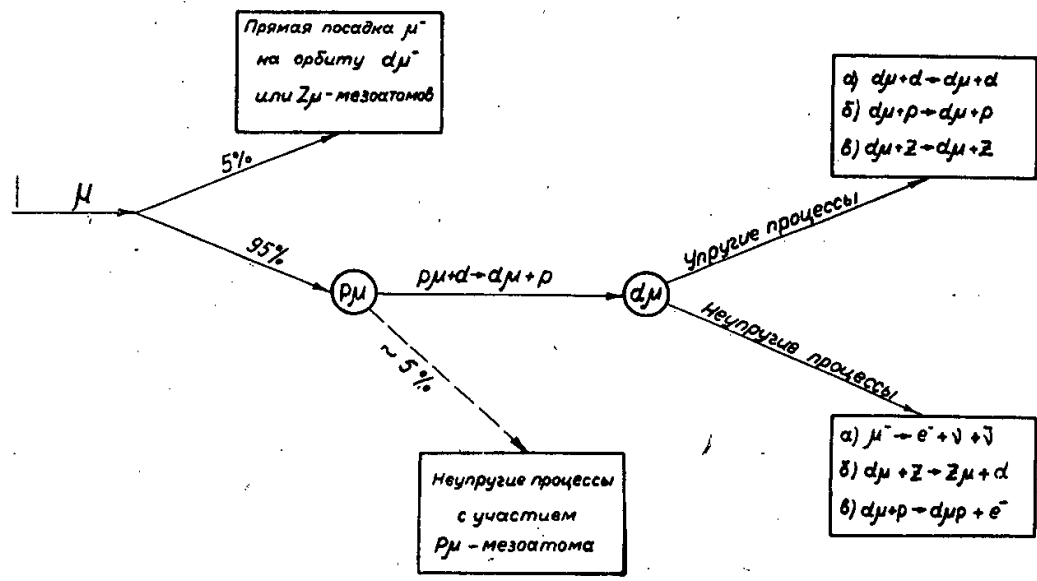 Прямая посадка μ⁻
на орбиту dμ⁻
или Zμ-мезоатомов
5%
μ
95%
pμ
pμ+d→dμ+p
dμ
~5%
Неупругие процессы
с участием
Pμ - мезоатома
Упругие процессы
а) dμ+d→dμ+d
б) dμ+p→dμ+p
в) dμ+Z→dμ+Z
Неупругие процессы
а) μ⁻→e⁻+ν+ν̃
б) dμ+Z→Zμ+d
в) dμ+p→dμp+e⁻